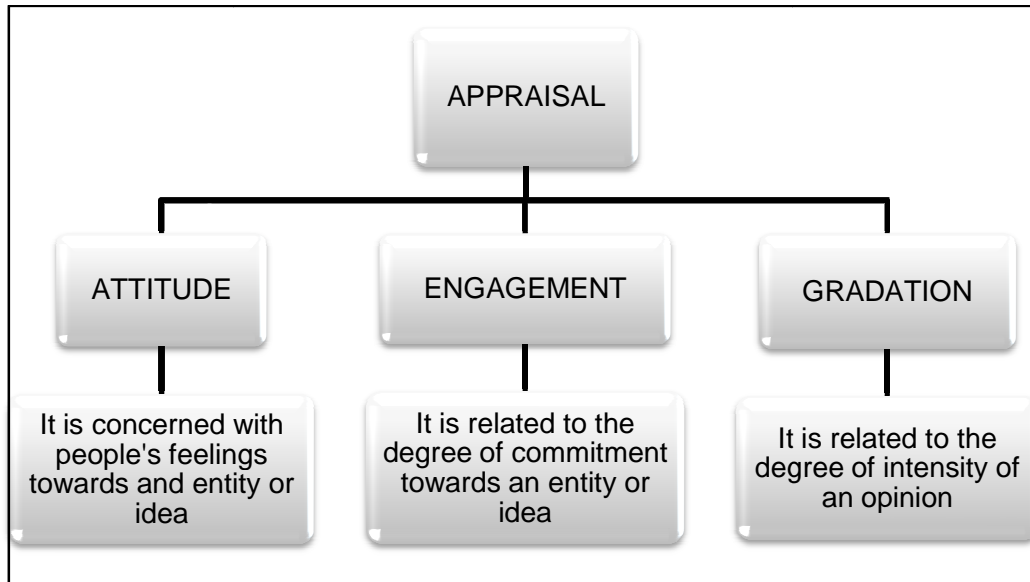 APPRAISAL
ATTITUDE
ENGAGEMENT
GRADATION
It is concerned with
people's feelings
towards and entity or
idea
It is related to the
degree of commitment
towards an entity or
idea
It is related to the
degree of intensity of
an opinion